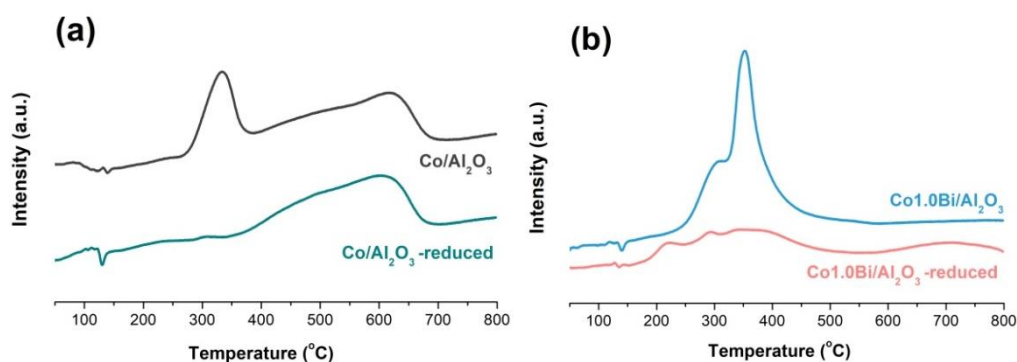 (a)
Intensity (a.u.)
Co/Al₂O₃
Co/Al₂O₃ -reduced
100 200 300 400 500 600 700 800
Temperature (°C)
(b)
Intensity (a.u.)
Co1.0Bi/Al₂O₃
Co1.0Bi/Al₂O₃ -reduced
100 200 300 400 500 600 700 800
Temperature (°C)